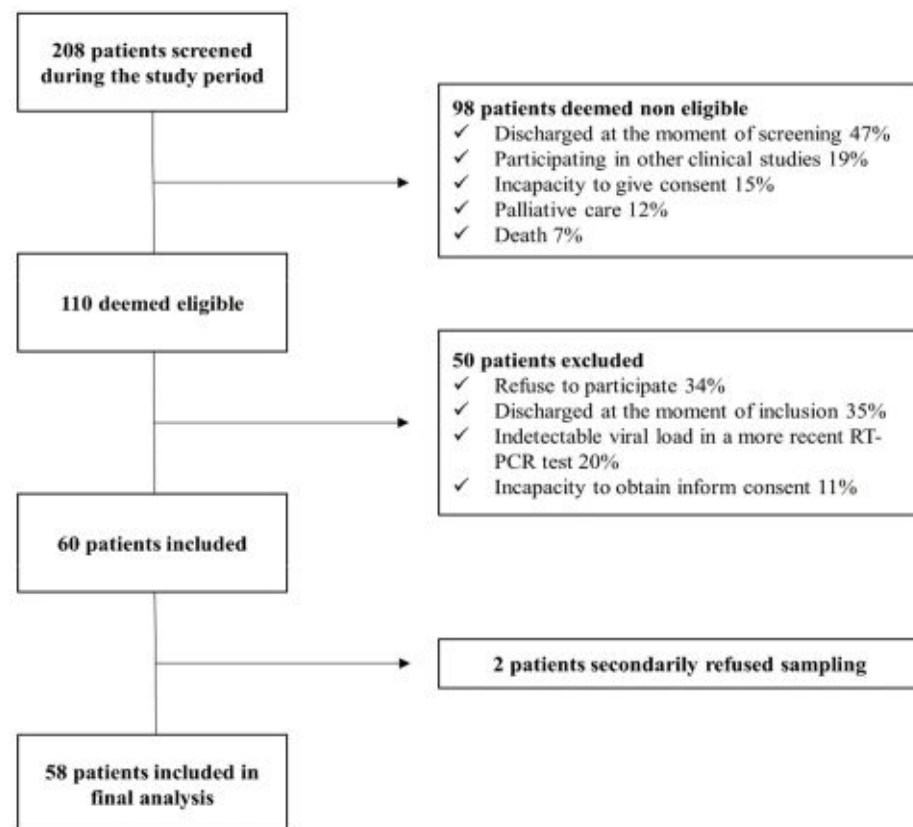 208 patients screened
during the study period
98 patients deemed non eligible
✓ Discharged at the moment of screening 47%
✓ Participating in other clinical studies 19%
✓ Incapacity to give consent 15%
✓ Palliative care 12%
✓ Death 7%
110 deemed eligible
50 patients excluded
✓ Refuse to participate 34%
✓ Discharged at the moment of inclusion 35%
✓ Indetectable viral load in a more recent RT-
PCR test 20%
✓ Incapacity to obtain inform consent 11%
60 patients included
2 patients secondarily refused sampling
58 patients included in
final analysis